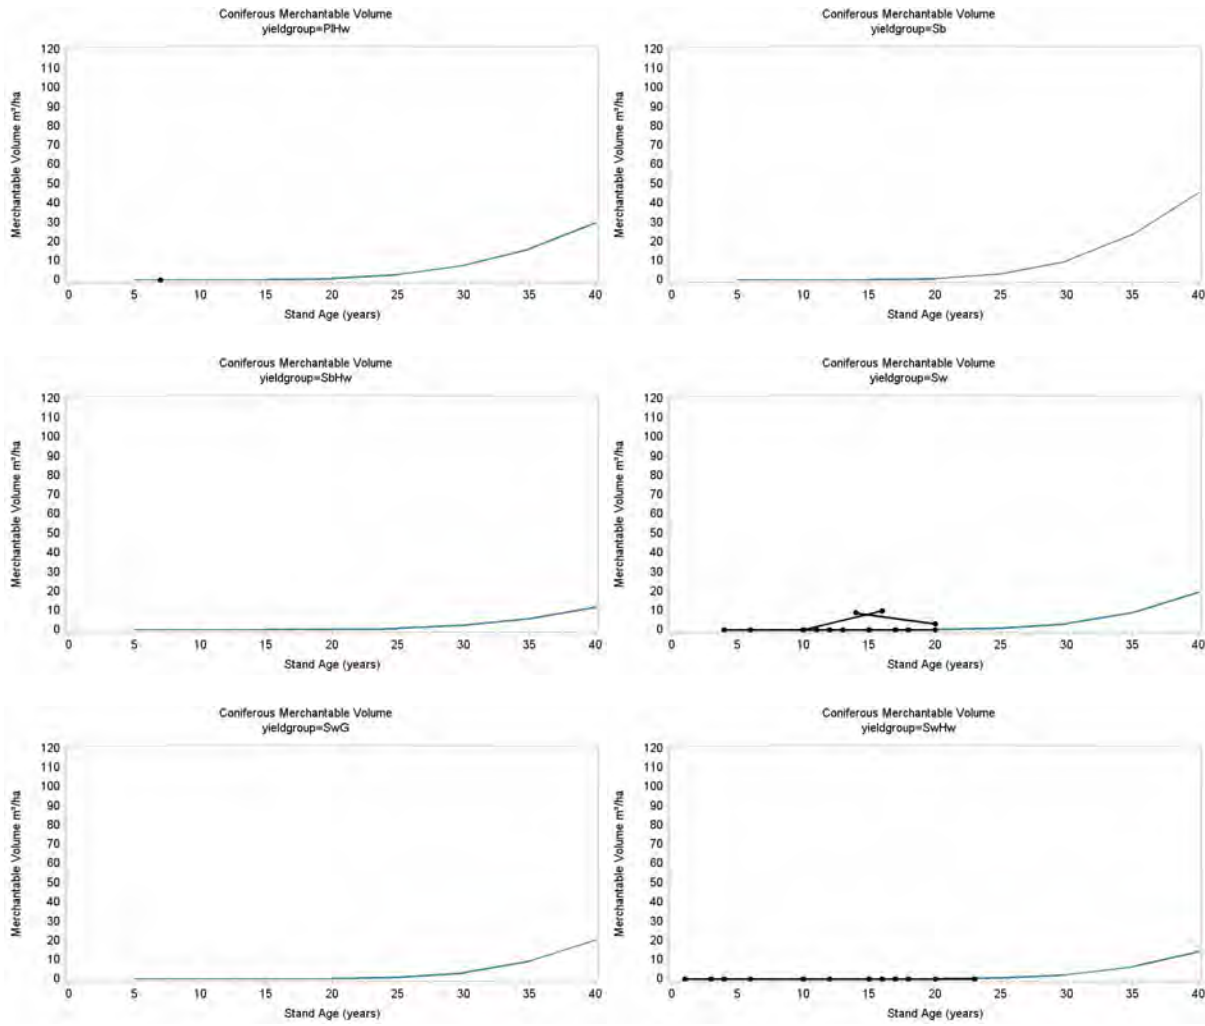 Coniferous Merchantable Volume
yieldgroup=PlHw
Merchantable Volume m³/ha
120
110
100
90
80
70
60
50
40
30
20
10
0
0 5 10 15 20 25 30 35 40
Stand Age (years)
Coniferous Merchantable Volume
yieldgroup=Sb
Merchantable Volume m³/ha
120
110
100
90
80
70
60
50
40
30
20
10
0
0 5 10 15 20 25 30 35 40
Stand Age (years)
Coniferous Merchantable Volume
yieldgroup=SbHw
Merchantable Volume m³/ha
120
110
100
90
80
70
60
50
40
30
20
10
0
0 5 10 15 20 25 30 35 40
Stand Age (years)
Coniferous Merchantable Volume
yieldgroup=Sw
Merchantable Volume m³/ha
120
110
100
90
80
70
60
50
40
30
20
10
0
0 5 10 15 20 25 30 35 40
Stand Age (years)
Coniferous Merchantable Volume
yieldgroup=SwG
Merchantable Volume m³/ha
120
110
100
90
80
70
60
50
40
30
20
10
0
0 5 10 15 20 25 30 35 40
Stand Age (years)
Coniferous Merchantable Volume
yieldgroup=SwHw
Merchantable Volume m³/ha
120
110
100
90
80
70
60
50
40
30
20
10
0
0 5 10 15 20 25 30 35 40
Stand Age (years)